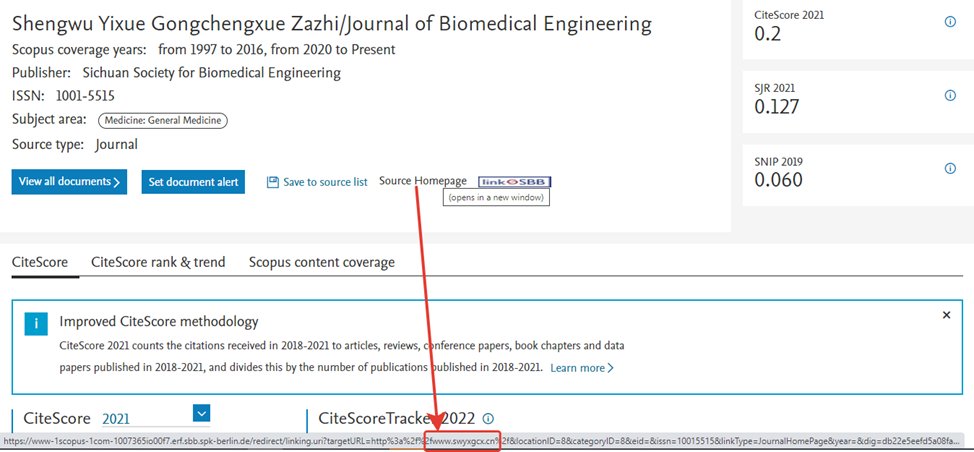 Shengwu Yixue Gongchengxue Zazhi/Journal of Biomedical Engineering
Scopus coverage years: from 1997 to 2016, from 2020 to Present
Publisher: Sichuan Society for Biomedical Engineering
ISSN: 1001-5515
Subject area: Medicine: General Medicine
Source type: Journal
View all documents > Set document alert Save to source list Source Homepage link SBB
(opens in a new window)
CiteScore 2021
0.2
SJR 2021
0.127
SNIP 2019
0.060
CiteScore CiteScore rank & trend Scopus content coverage
i Improved CiteScore methodology ×
CiteScore 2021 counts the citations received in 2018-2021 to articles, reviews, conference papers, book chapters and data
papers published in 2018-2021, and divides this by the number of publications published in 2018-2021. Learn more >
CiteScore 2021 CiteScoreTracker 2022
https://www-1scopus-1com-1007365io00f7.erf.sbb.spk-berlin.de/redirect/linking.uri?targetURL=http%3a%2f%2fwww.swyxgcx.cn%2f&locationID=8&categoryID=8&eid=&issn=10015515&linkType=JournalHomePage&year=&dig=db22e5eefd5a08fa...